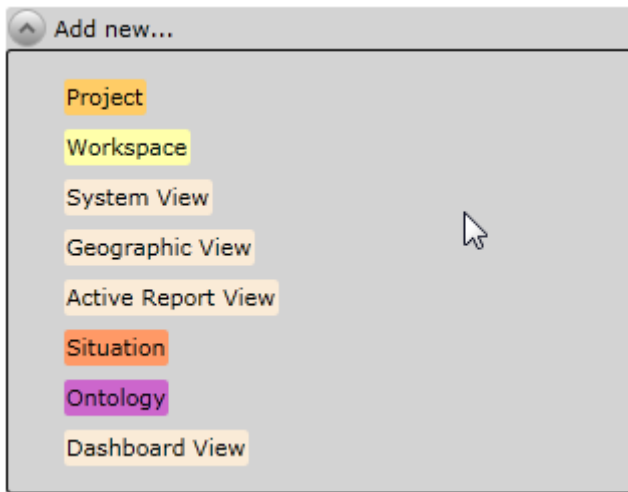 Add new...
Project
Workspace
System View
Geographic View
Active Report View
Situation
Ontology
Dashboard View